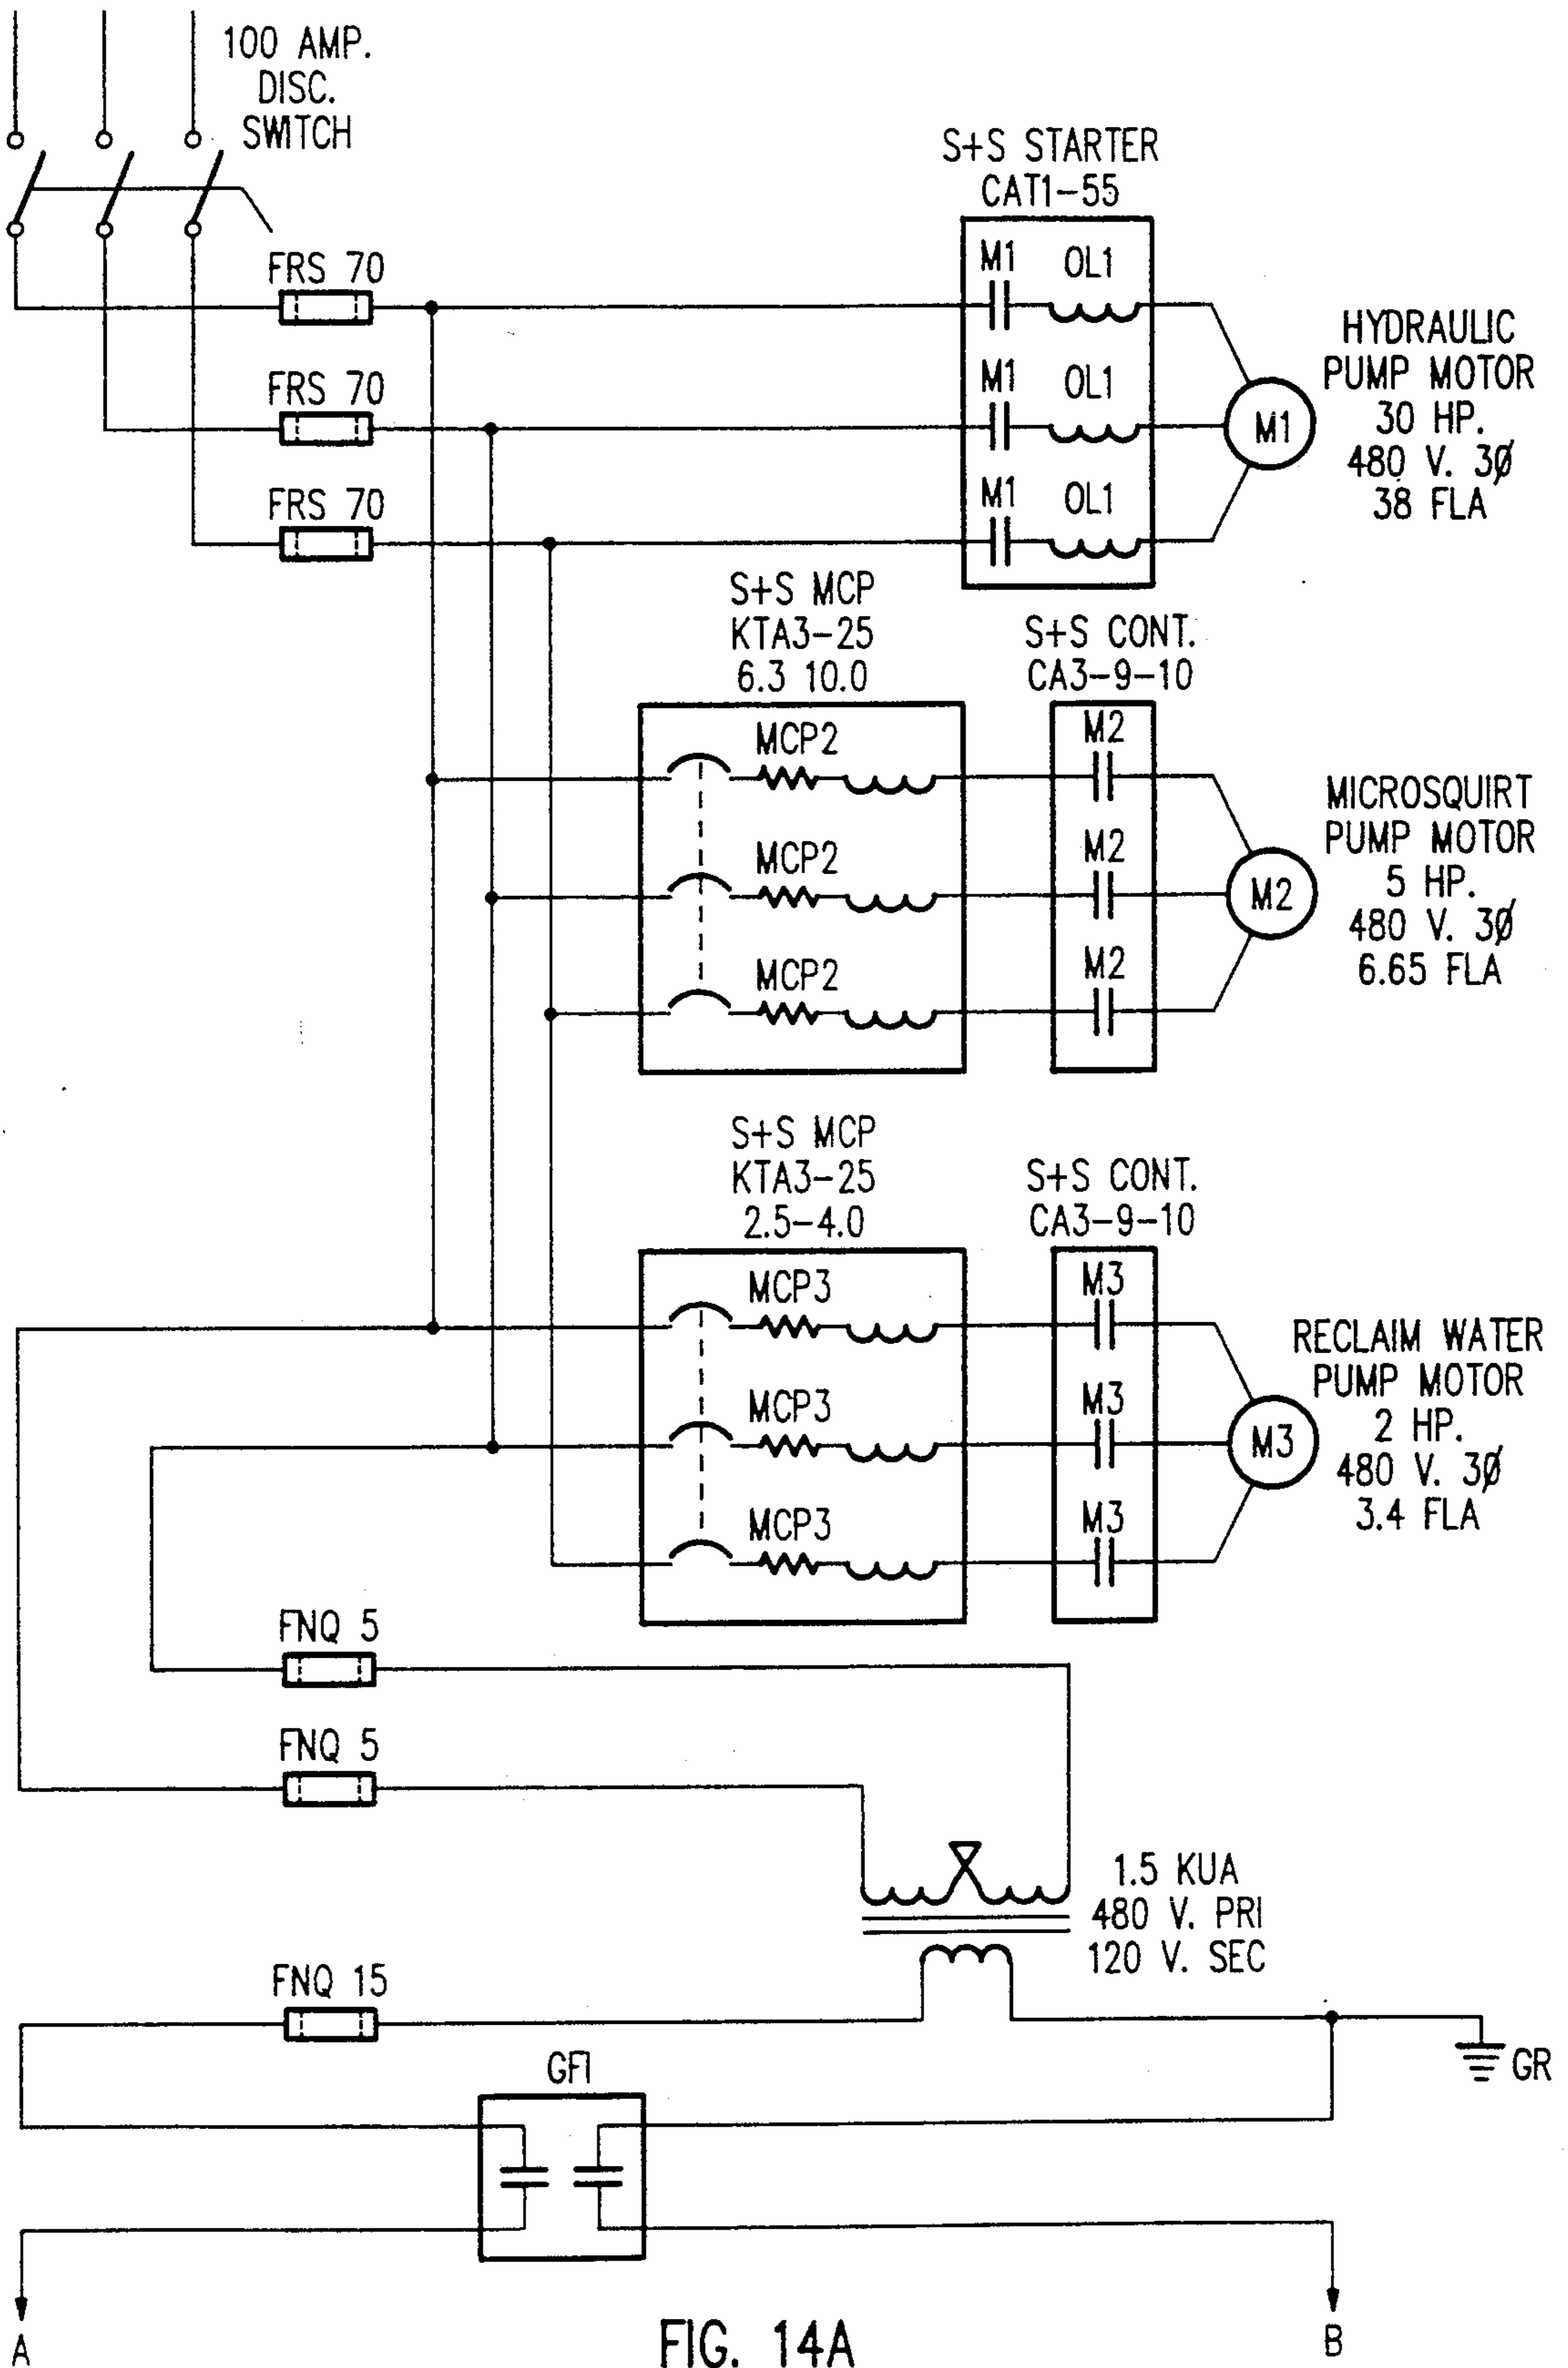 100 AMP.
DISC.
SWITCH
S+S STARTER
CAT1-55
FRS 70
M1 OL1
HYDRAULIC
PUMP MOTOR
30 HP.
480 V. 3Ø
38 FLA
FRS 70
M1 OL1
M1
FRS 70
M1 OL1
S+S MCP
KTA3-25
6.3 10.0
S+S CONT.
CA3-9-10
MCP2
M2
MICROSQUIRT
PUMP MOTOR
5 HP.
480 V. 3Ø
6.65 FLA
MCP2
M2
M2
MCP2
M2
S+S MCP
KTA3-25
2.5-4.0
S+S CONT.
CA3-9-10
MCP3
M3
RECLAIM WATER
PUMP MOTOR
2 HP.
480 V. 3Ø
3.4 FLA
MCP3
M3
M3
MCP3
M3
FNQ 5
FNQ 5
1.5 KUA
480 V. PRI
120 V. SEC
FNQ 15
GR
GFI
A
B
FIG. 14A